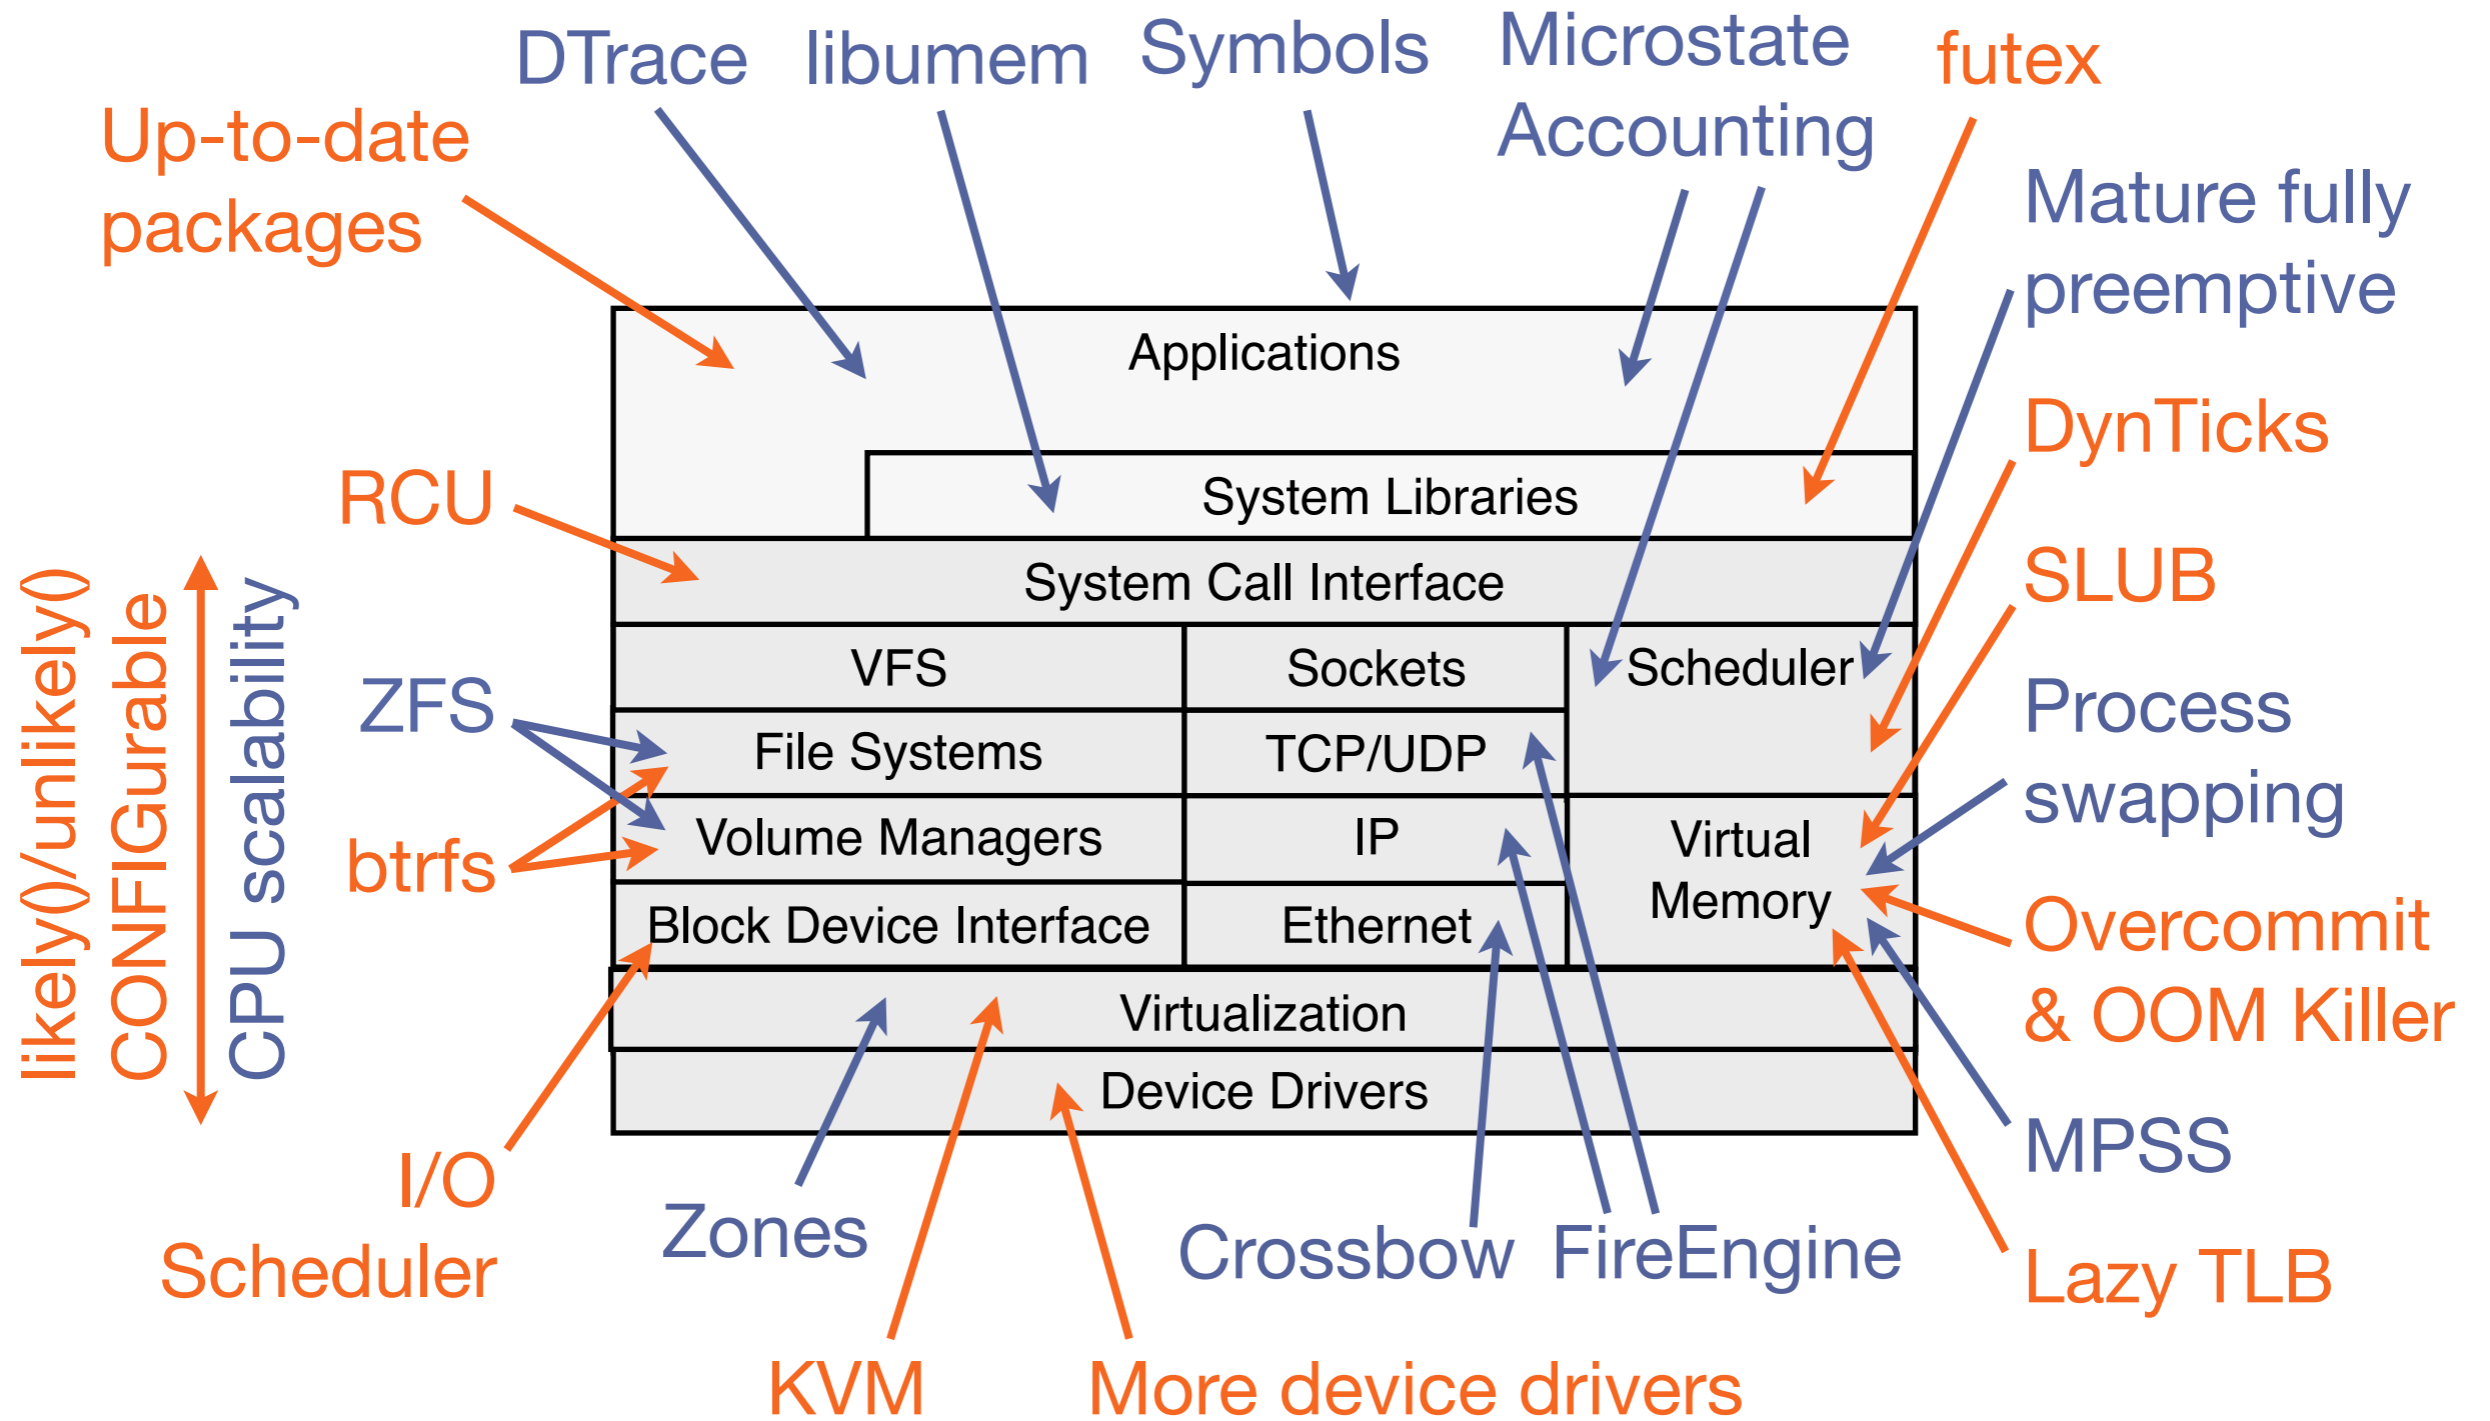 DTrace
libumem
Symbols
Microstate
Accounting
futex
Up-to-date
packages
Mature fully
preemptive
Applications
DynTicks
RCU
System Libraries
System Call Interface
SLUB
likely()/unlikely()
CONFIGurable
CPU scalability
ZFS
VFS
Sockets
Scheduler
Process
swapping
File Systems
TCP/UDP
btrfs
Volume Managers
IP
Virtual
Memory
Block Device Interface
Ethernet
Overcommit
& OOM Killer
Virtualization
Device Drivers
MPSS
I/O
Scheduler
Zones
Crossbow
FireEngine
Lazy TLB
KVM
More device drivers